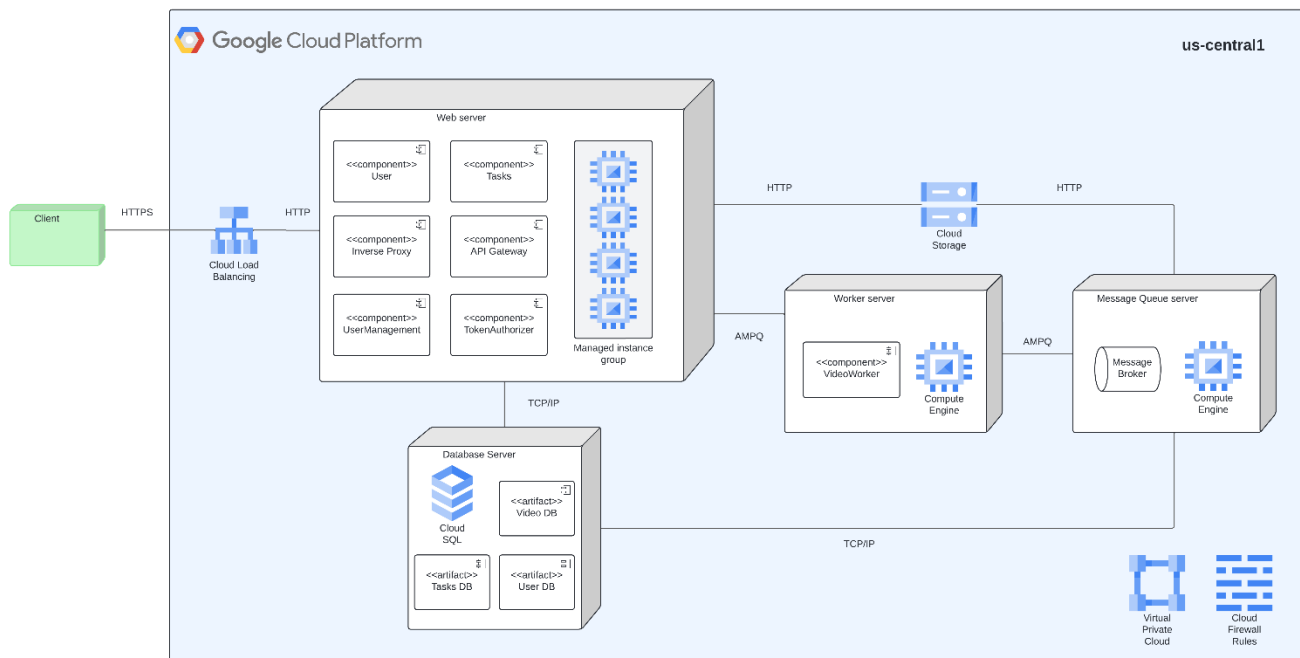 Google Cloud Platform
us-central1
Web server
<<component>>
User
<<component>>
Tasks
<<component>>
Inverse Proxy
<<component>>
API Gateway
<<component>>
UserManagement
<<component>>
TokenAuthorizer
Managed instance
group
Client
HTTPS
Cloud Load
Balancing
HTTP
HTTP
Cloud
Storage
HTTP
AMPQ
Worker server
<<component>>
VideoWorker
Compute
Engine
AMPQ
Message Queue server
Message
Broker
Compute
Engine
TCP/IP
Database Server
Cloud
SQL
<<artifact>>
Video DB
<<artifact>>
Tasks DB
<<artifact>>
User DB
TCP/IP
Virtual
Private
Cloud
Cloud
Firewall
Rules